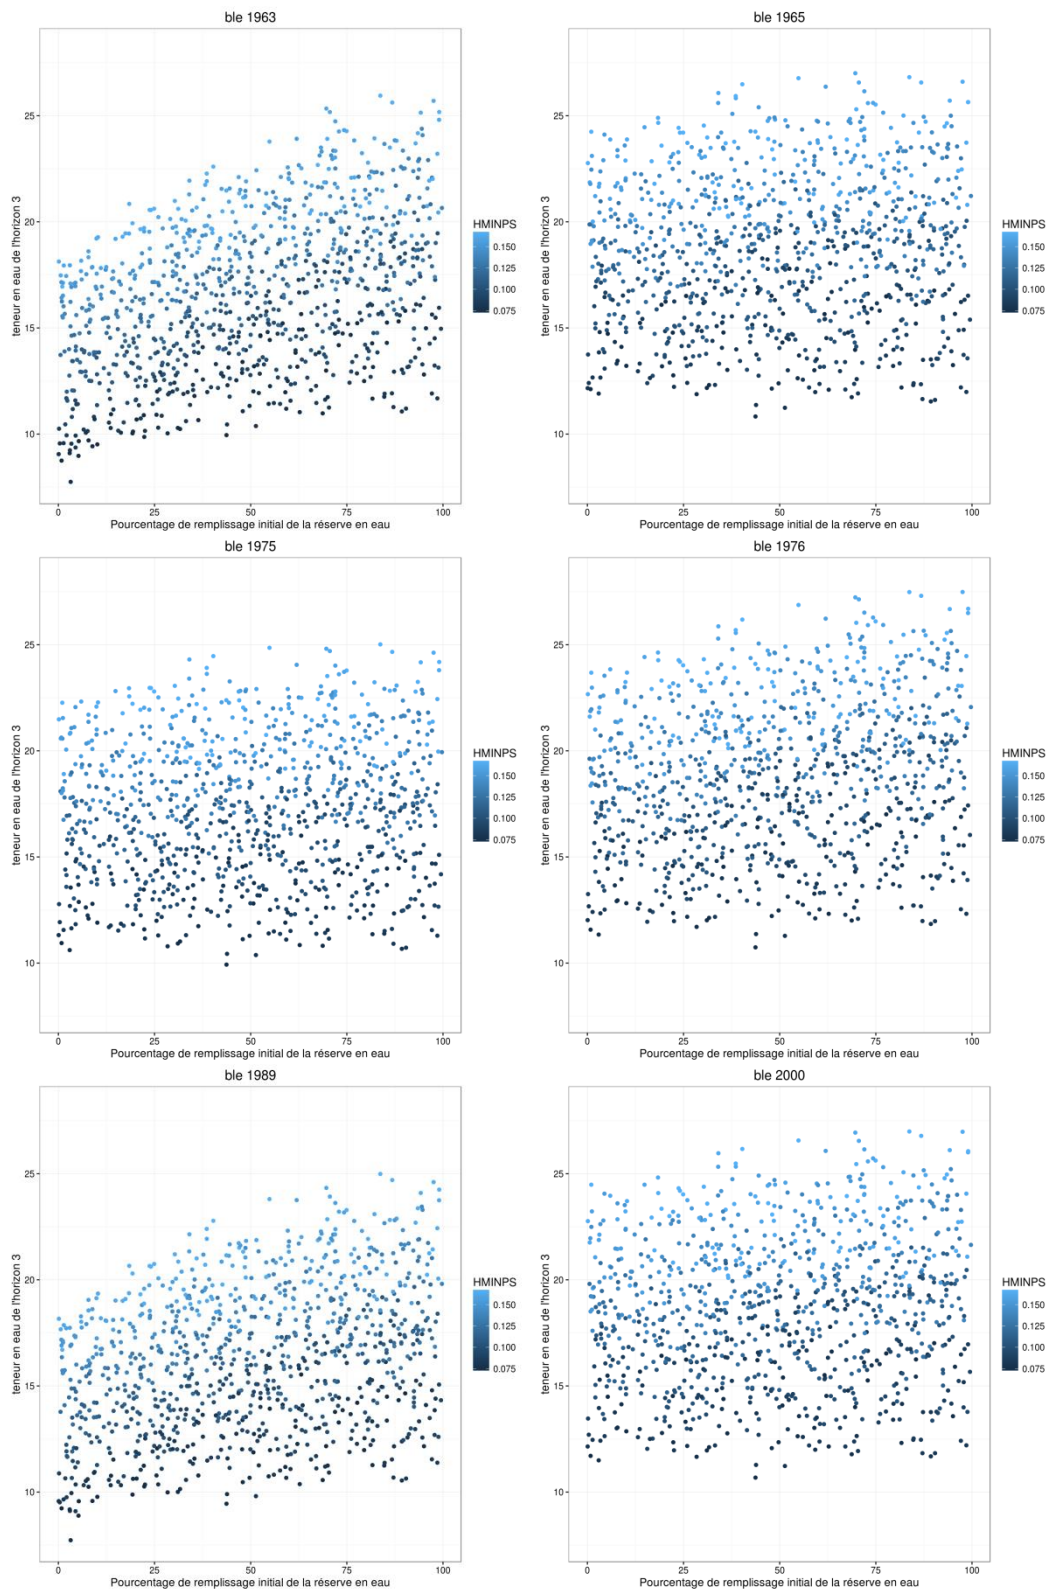 ble 1963
25
20
15
10
teneur en eau de l'horizon 3
0 25 50 75 100
Pourcentage de remplissage initial de la réserve en eau
HMINPS
0.150
0.125
0.100
0.075
ble 1965
25
20
15
10
teneur en eau de l'horizon 3
0 25 50 75 100
Pourcentage de remplissage initial de la réserve en eau
HMINPS
0.150
0.125
0.100
0.075
ble 1975
25
20
15
10
teneur en eau de l'horizon 3
0 25 50 75 100
Pourcentage de remplissage initial de la réserve en eau
HMINPS
0.150
0.125
0.100
0.075
ble 1976
25
20
15
10
teneur en eau de l'horizon 3
0 25 50 75 100
Pourcentage de remplissage initial de la réserve en eau
HMINPS
0.150
0.125
0.100
0.075
ble 1989
25
20
15
10
teneur en eau de l'horizon 3
0 25 50 75 100
Pourcentage de remplissage initial de la réserve en eau
HMINPS
0.150
0.125
0.100
0.075
ble 2000
25
20
15
10
teneur en eau de l'horizon 3
0 25 50 75 100
Pourcentage de remplissage initial de la réserve en eau
HMINPS
0.150
0.125
0.100
0.075